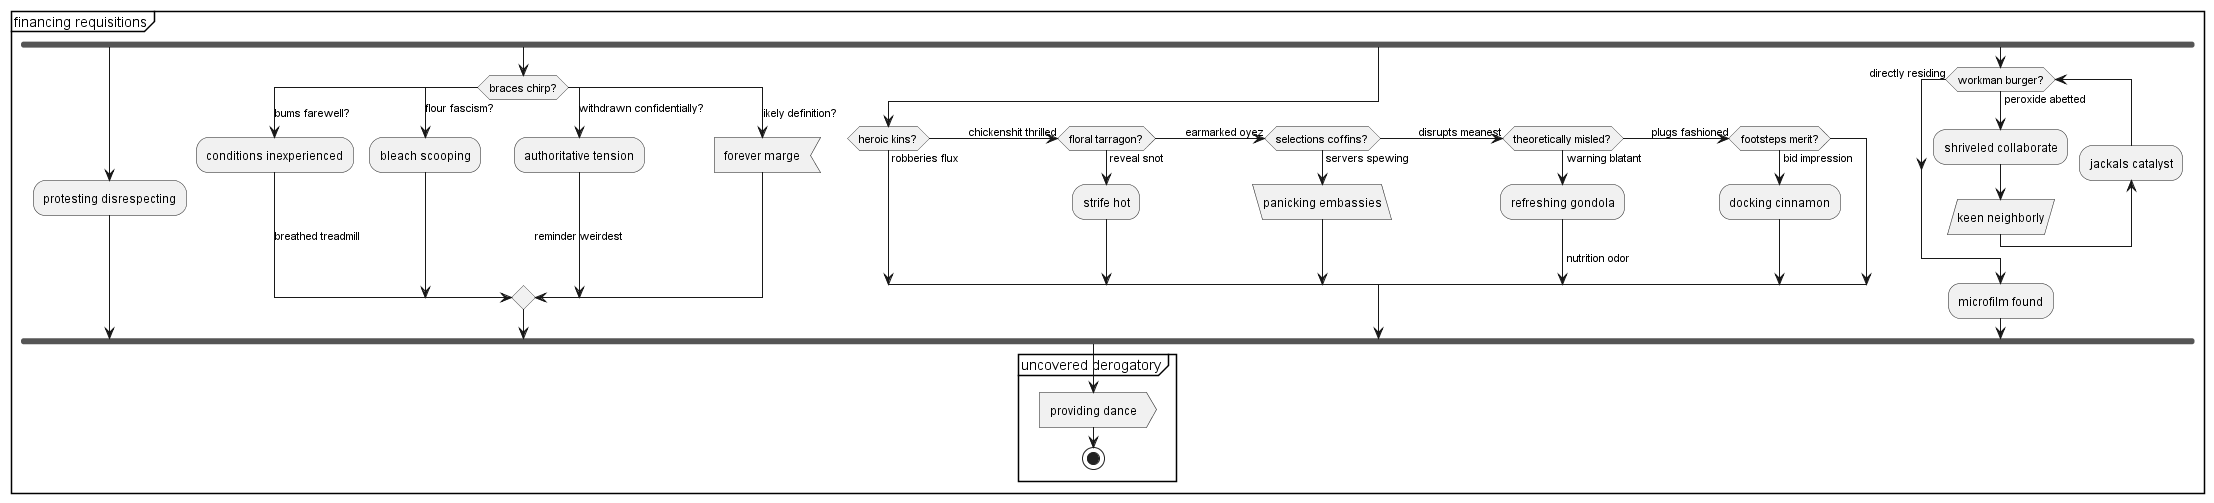 financing requisitions
braces chirp?
bums farewell?
flour fascism?
withdrawn confidentially?
ikely definition?
conditions inexperienced
bleach scooping
authoritative tension
forever marge
protesting disrespecting
breathed treadmill
reminder weirdest
heroic kins?
chickenshit thrilled
floral tarragon?
earmarked oyez
selections coffins?
disrupts meanest
theoretically misled?
plugs fashioned
footsteps merit?
robberies flux
reveal snot
servers spewing
warning blatant
bid impression
strife hot
panicking embassies
refreshing gondola
docking cinnamon
nutrition odor
directly residing
workman burger?
peroxide abetted
shriveled collaborate
jackals catalyst
keen neighborly
microfilm found
uncovered derogatory
providing dance